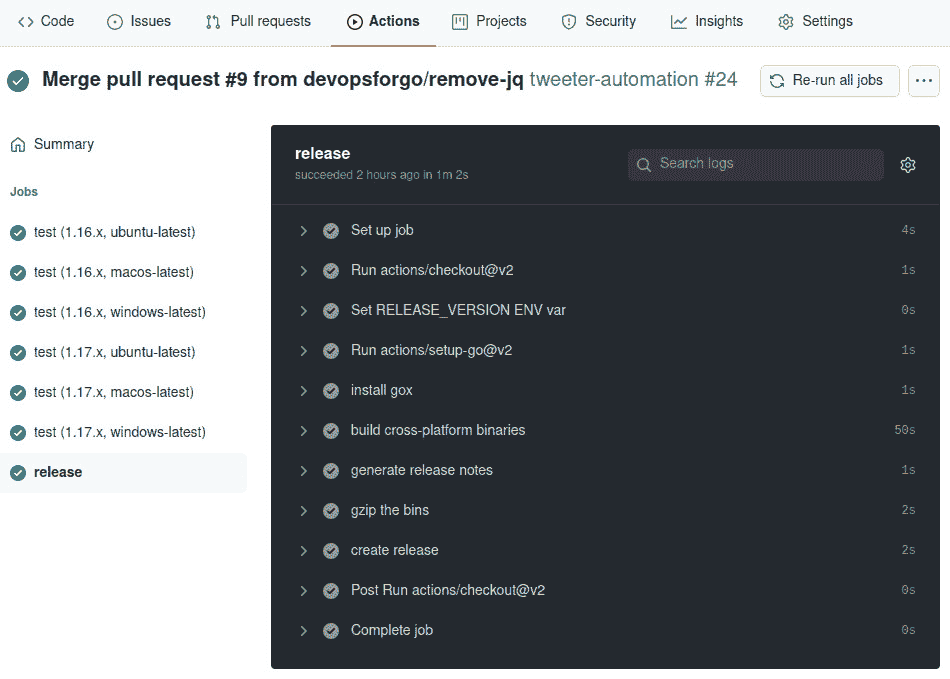 Code Issues Pull requests Actions Projects Security Insights Settings
Merge pull request #9 from devopsforgo/remove-jq tweeter-automation #24 Re-run all jobs ...
Summary
Jobs
test (1.16.x, ubuntu-latest)
test (1.16.x, macos-latest)
test (1.16.x, windows-latest)
test (1.17.x, ubuntu-latest)
test (1.17.x, macos-latest)
test (1.17.x, windows-latest)
release
release
succeeded 2 hours ago in 1m 2s
Search logs
Set up job 4s
Run actions/checkout@v2 1s
Set RELEASE_VERSION ENV var 0s
Run actions/setup-go@v2 1s
install gox 1s
build cross-platform binaries 50s
generate release notes 1s
gzip the bins 2s
create release 2s
Post Run actions/checkout@v2 0s
Complete job 0s